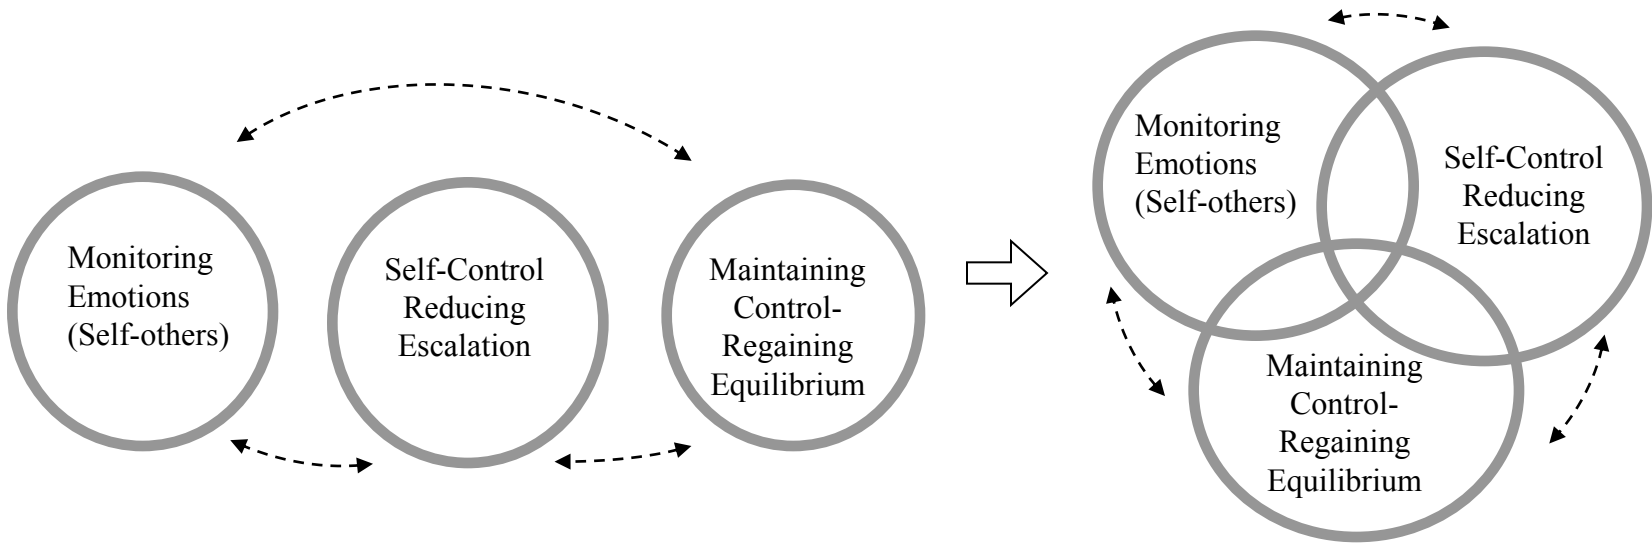 Monitoring
Emotions
(Self-others)
Self-Control
Reducing
Escalation
Maintaining
Control-
Regaining
Equilibrium
Monitoring
Emotions
(Self-others)
Self-Control
Reducing
Escalation
Maintaining
Control-
Regaining
Equilibrium